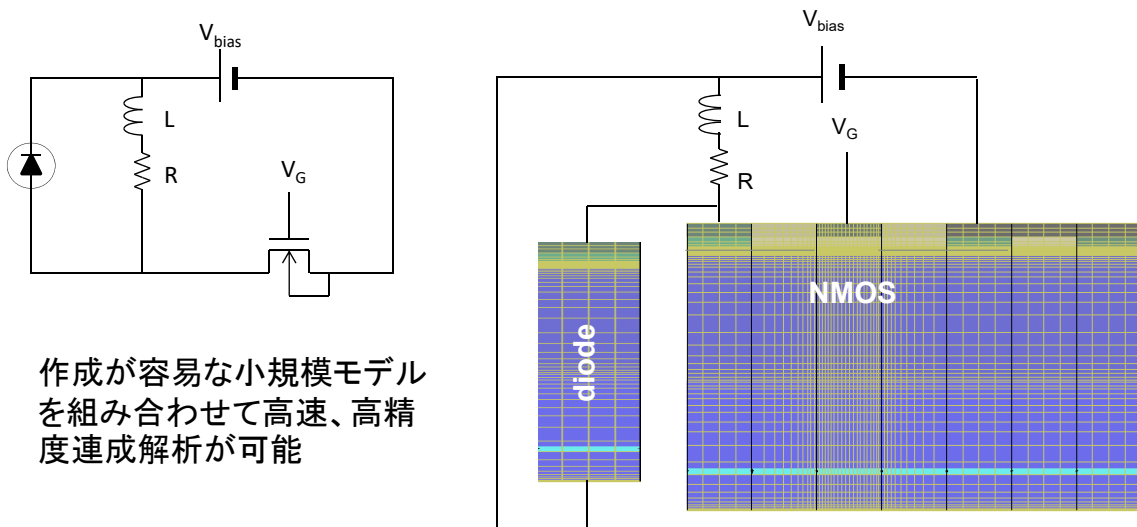 V_bias
L
R
V_G
作成が容易な小規模モデル
を組み合わせて高速、高精
度連成解析が可能
V_bias
L
V_G
R
NMOS
diode